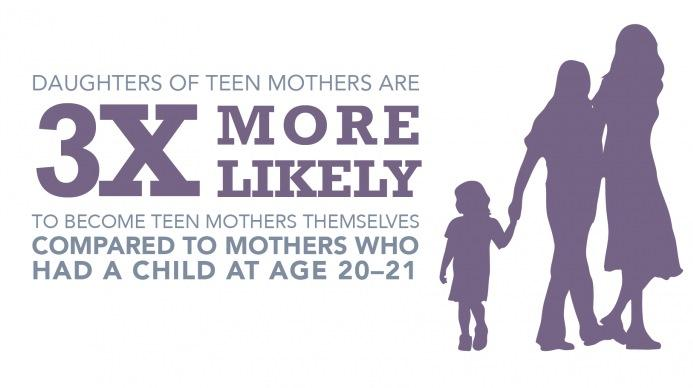 DAUGHTERS OF TEEN MOTHERS ARE
3X MORE
LIKELY
TO BECOME TEEN MOTHERS THEMSELVES
COMPARED TO MOTHERS WHO
HAD A CHILD AT AGE 20–21